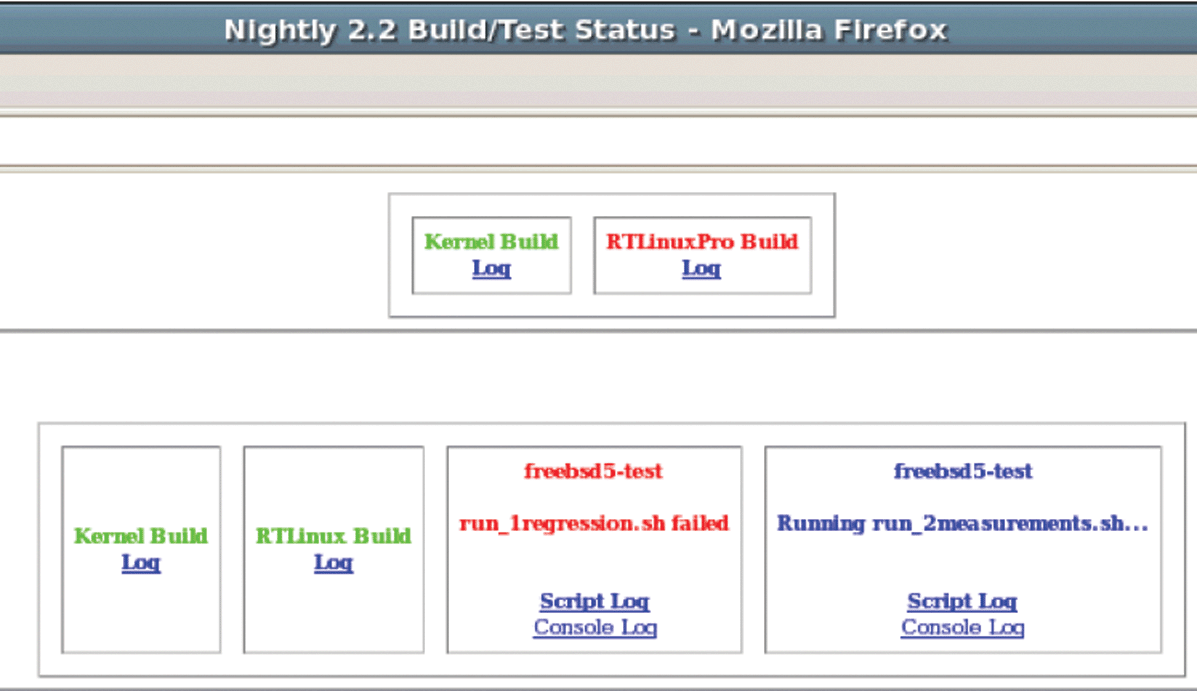 Nightly 2.2 Build/Test Status - Mozilla Firefox
Kernel Build
Log
RTLinuxPro Build
Log
Kernel Build
Log
RTLinux Build
Log
freebsd5-test
run_1regression.sh failed
Script Log
Console Log
freebsd5-test
Running run_2measurements.sh...
Script Log
Console Log